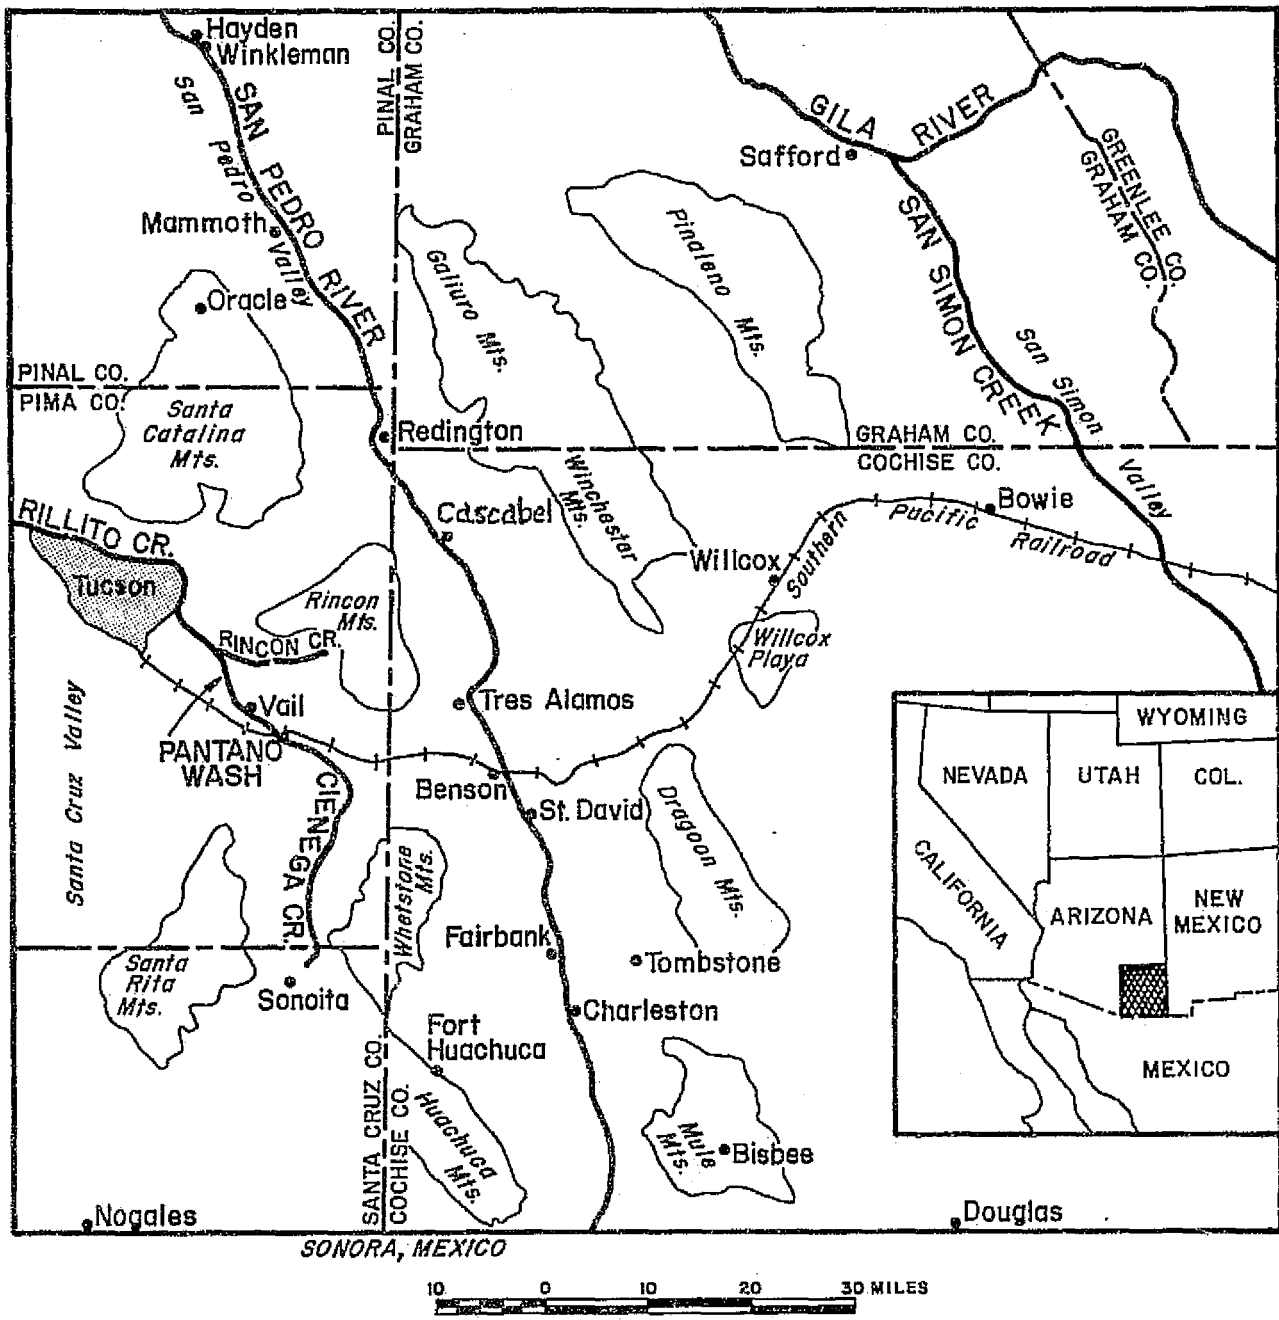 Hayden
Winkleman
San Pedro Valley
SAN PEDRO RIVER
PINAL CO.
GRAHAM CO.
GILA RIVER
Safford
GREENLEE CO.
GRAHAM CO.
Mammoth
Oracle
Galiuro Mts.
Pinaleno Mts.
SAN SIMON CREEK
San Simon Valley
PINAL CO.
PIMA CO.
Santa
Catalina
Mts.
Redington
GRAHAM CO.
COCHISE CO.
Winchester
Mts.
Cascabel
Bowie
Southern Pacific Railroad
RILLITO CR.
Tucson
Willcox
Rincon
Mts.
RINCON CR.
Willcox
Playa
Santa Cruz Valley
Vail
Tres Alamos
PANTANO
WASH
CIENEGA CR.
Benson
St. David
Dragoon Mts.
Whetstone
Mts.
Fairbank
Tombstone
Santa
Rita
Mts.
Sonoita
Charleston
Fort
Huachuca
SANTA CRUZ CO.
COCHISE CO.
Huachuca
Mts.
Mule
Mts.
Bisbee
Nogales
Douglas
SONORA, MEXICO
WYOMING
NEVADA
UTAH
COL.
CALIFORNIA
ARIZONA
NEW
MEXICO
MEXICO
10 0 10 20 30 MILES